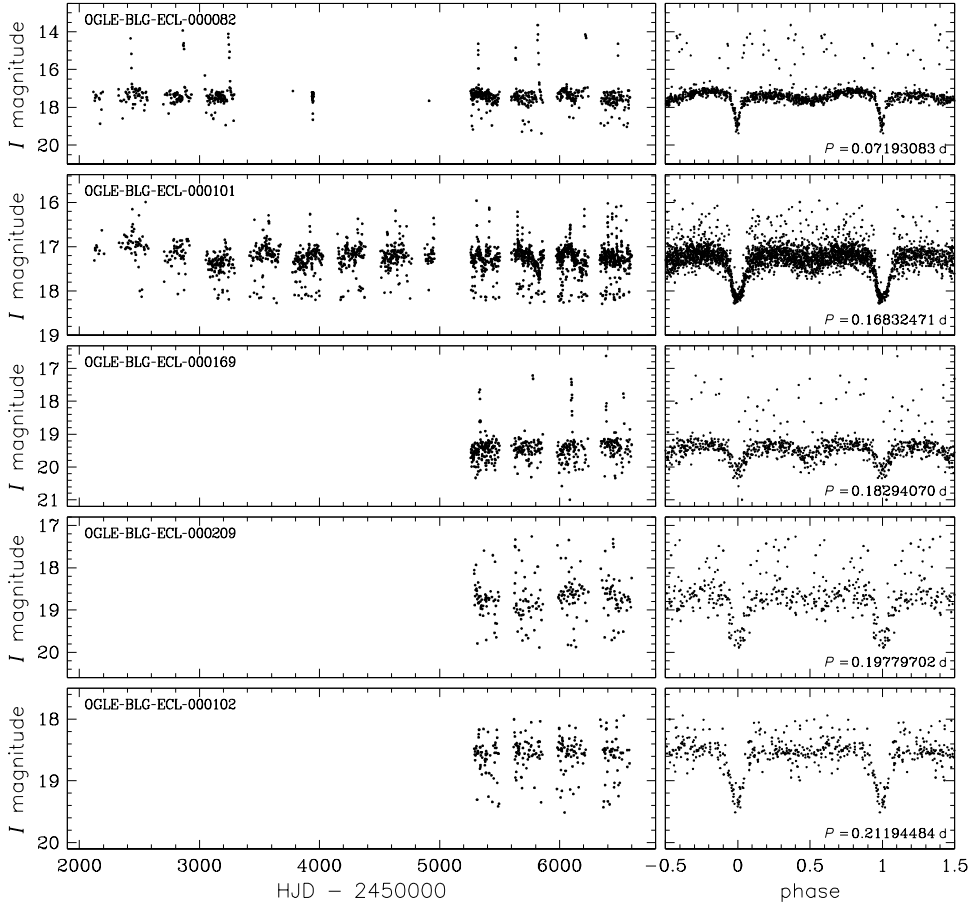 OGLE-BLG-ECL-000082
I magnitude
14
16
18
20
P = 0.07193083 d
OGLE-BLG-ECL-000101
I magnitude
16
17
18
19
P = 0.16832471 d
OGLE-BLG-ECL-000169
I magnitude
17
18
19
20
21
P = 0.18294070 d
OGLE-BLG-ECL-000209
I magnitude
17
18
19
20
P = 0.19779702 d
OGLE-BLG-ECL-000102
I magnitude
18
19
20
P = 0.21194484 d
2000 3000 4000 5000 6000
−0.5 0 0.5 1 1.5
HJD − 2450000
phase